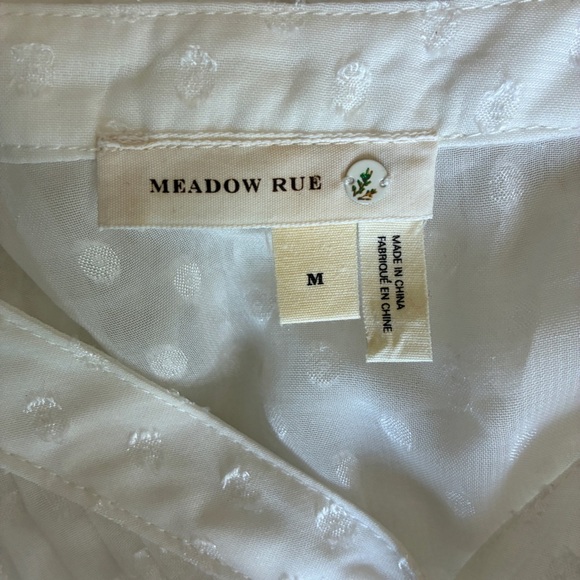 MEADOW RUE
M
MADE IN CHINA
FABRIQUÉ EN CHINE